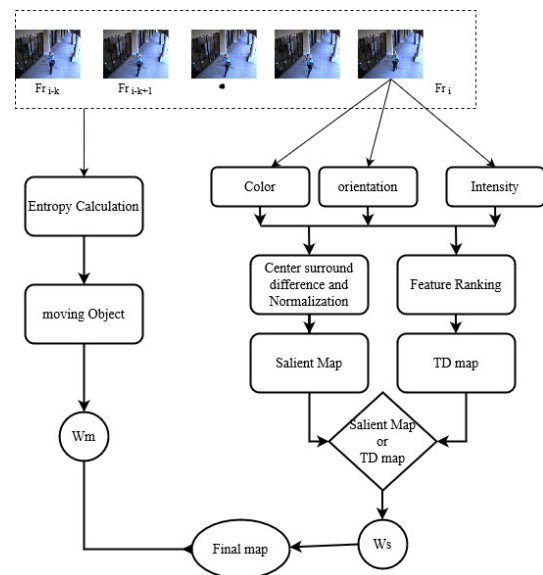 Fr i-k
Fr i-k+1
Fr i
Color
orientation
Intensity
Entropy Calculation
Center surround
difference and
Normalization
Feature Ranking
moving Object
Salient Map
TD map
Wm
Salient Map
or
TD map
Final map
Ws